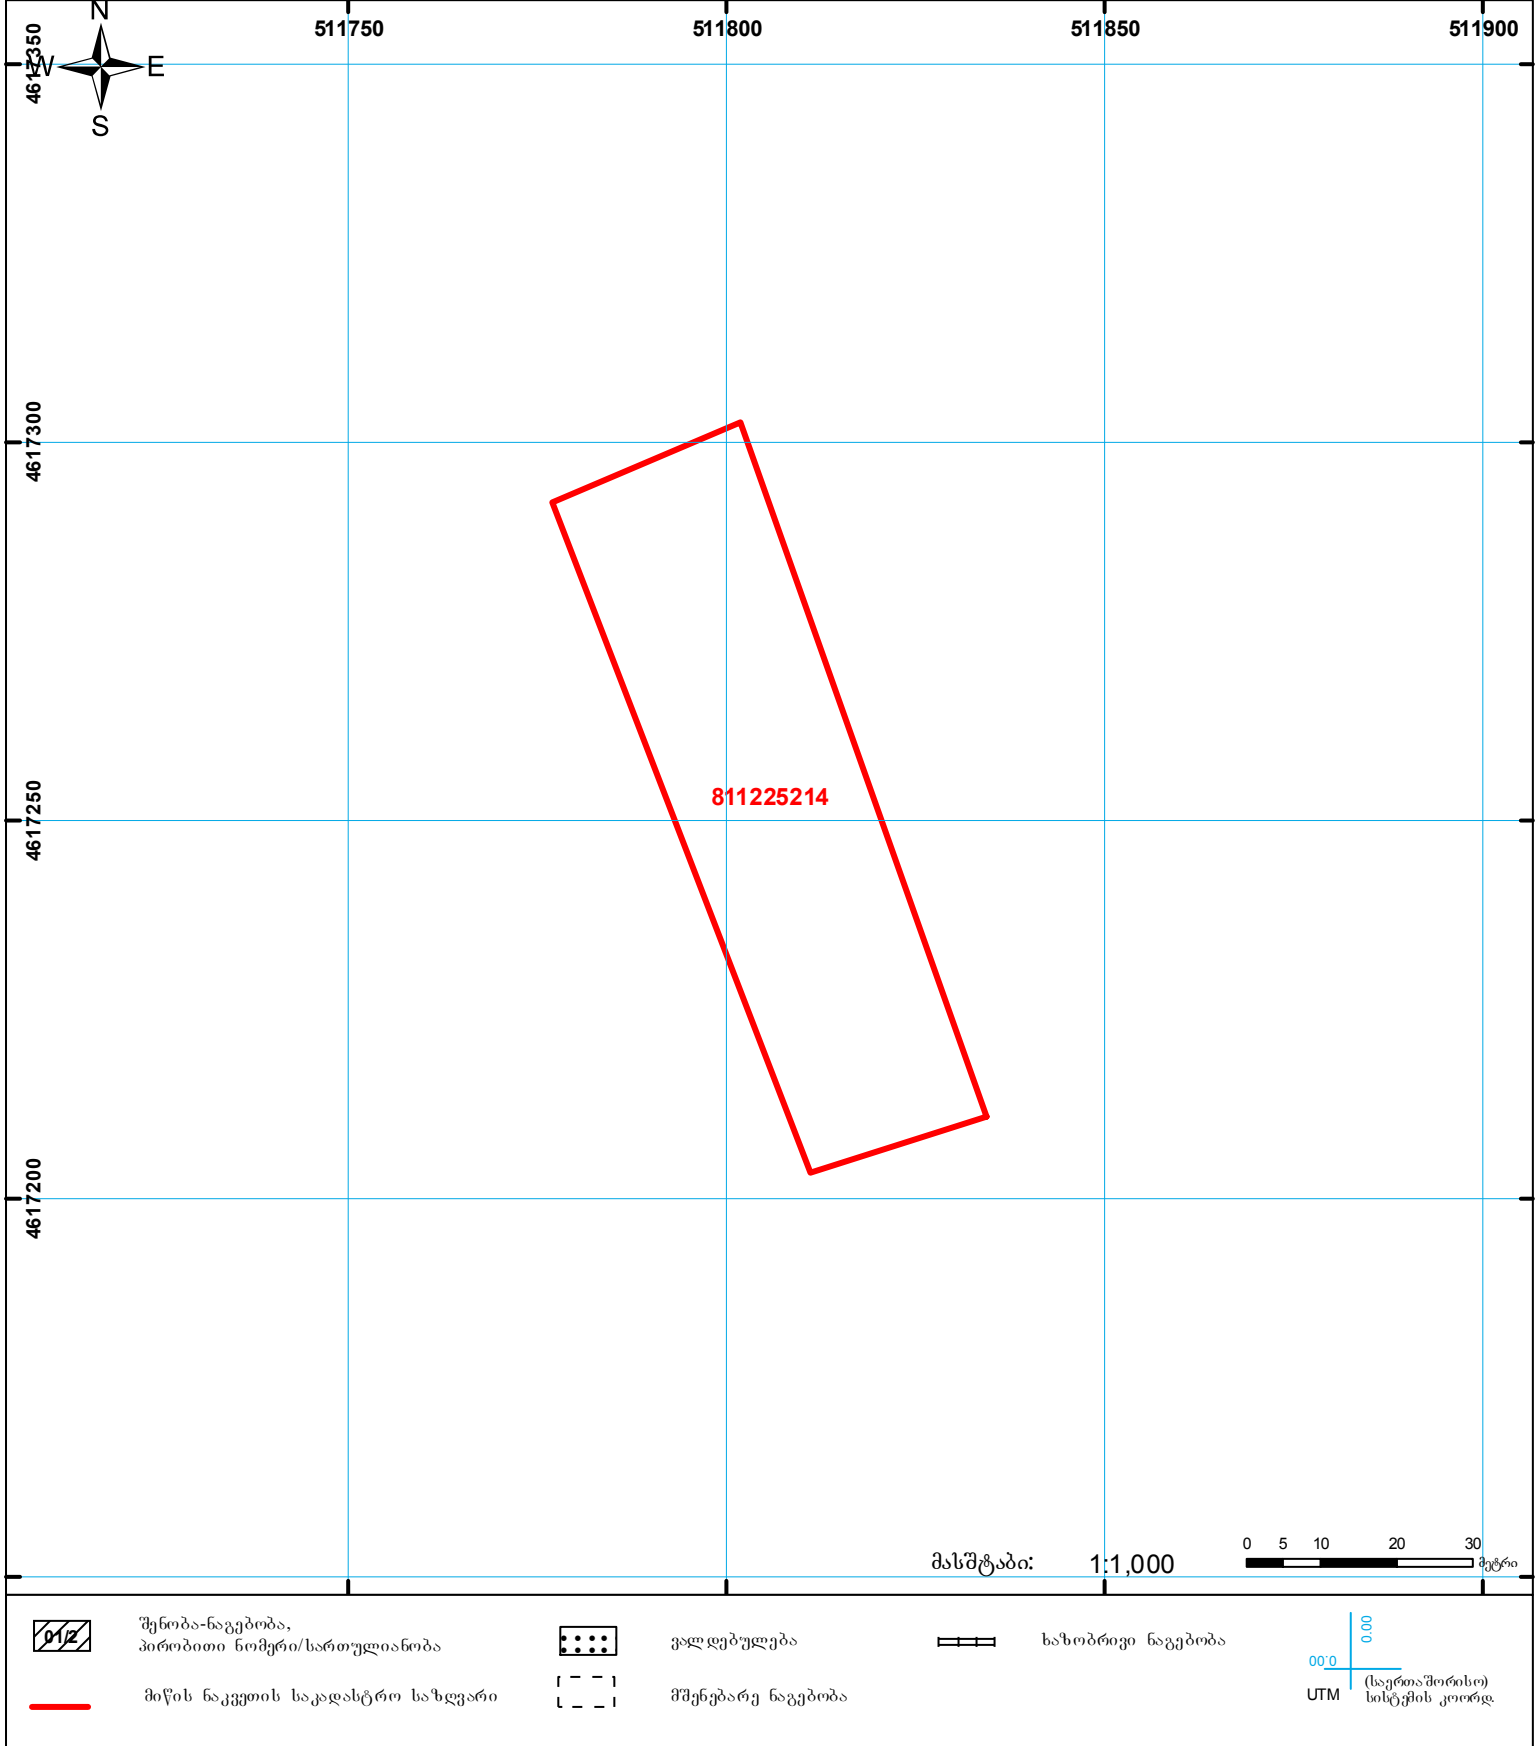 N
511750
511800
511850
511900
4617350
W
E
S
4617300
811225214
4617250
4617200
მასშტაბი: 1:1,000
0 5 10 20 30
მეტრი
01/2
შენობა-ნაგებობა,
პირობითი ნომერი/სართულიანობა
ვალდებულება
ხაზობრივი ნაგებობა
0.00
0.00
მიწის ნაკვეთის საკადასტრო საზღვარი
მშენებარე ნაგებობა
UTM
(საერთაშორისო)
სისტემის კოორდ.